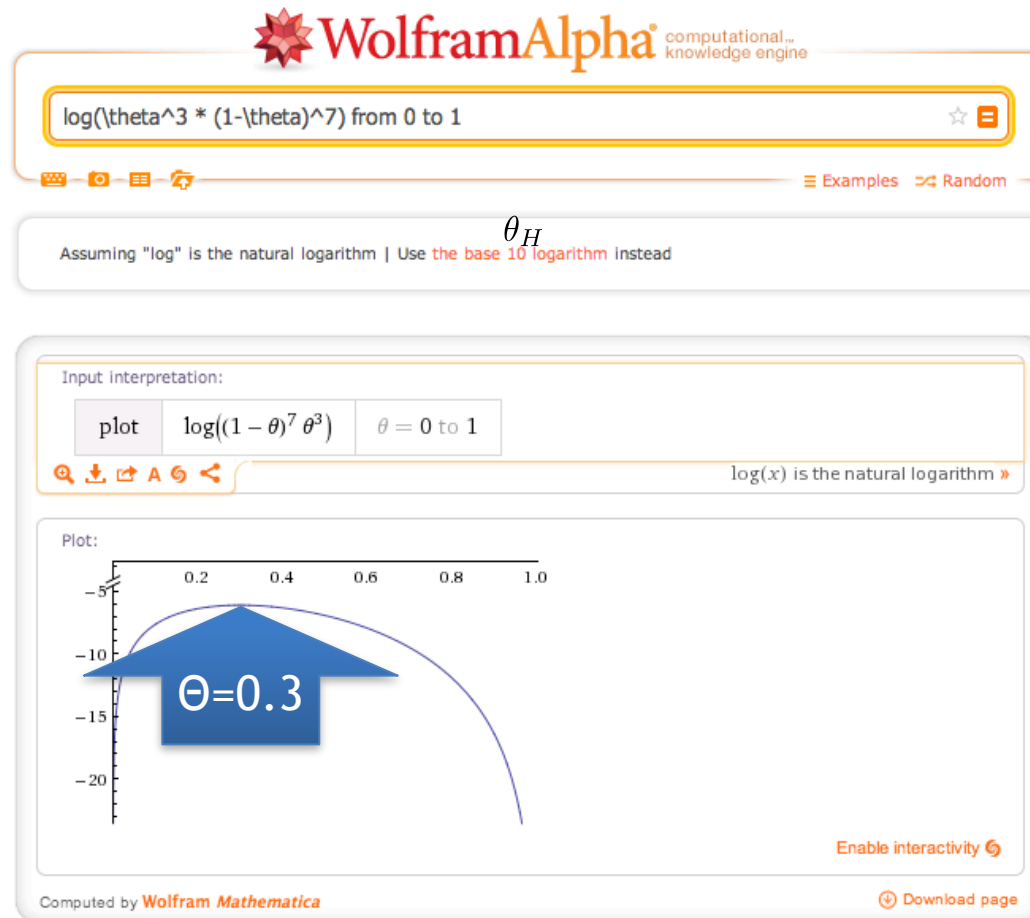 WolframAlpha computational… knowledge engine
log(\theta^3 * (1-\theta)^7) from 0 to 1
Examples Random
θ_H
Assuming "log" is the natural logarithm | Use the base 10 logarithm instead
Input interpretation:
plot log((1 − θ)^7 θ^3) θ = 0 to 1
A
log(x) is the natural logarithm »
Plot:
0.2 0.4 0.6 0.8 1.0
−5
−10
Θ=0.3
−15
−20
Enable interactivity
Computed by Wolfram Mathematica
Download page